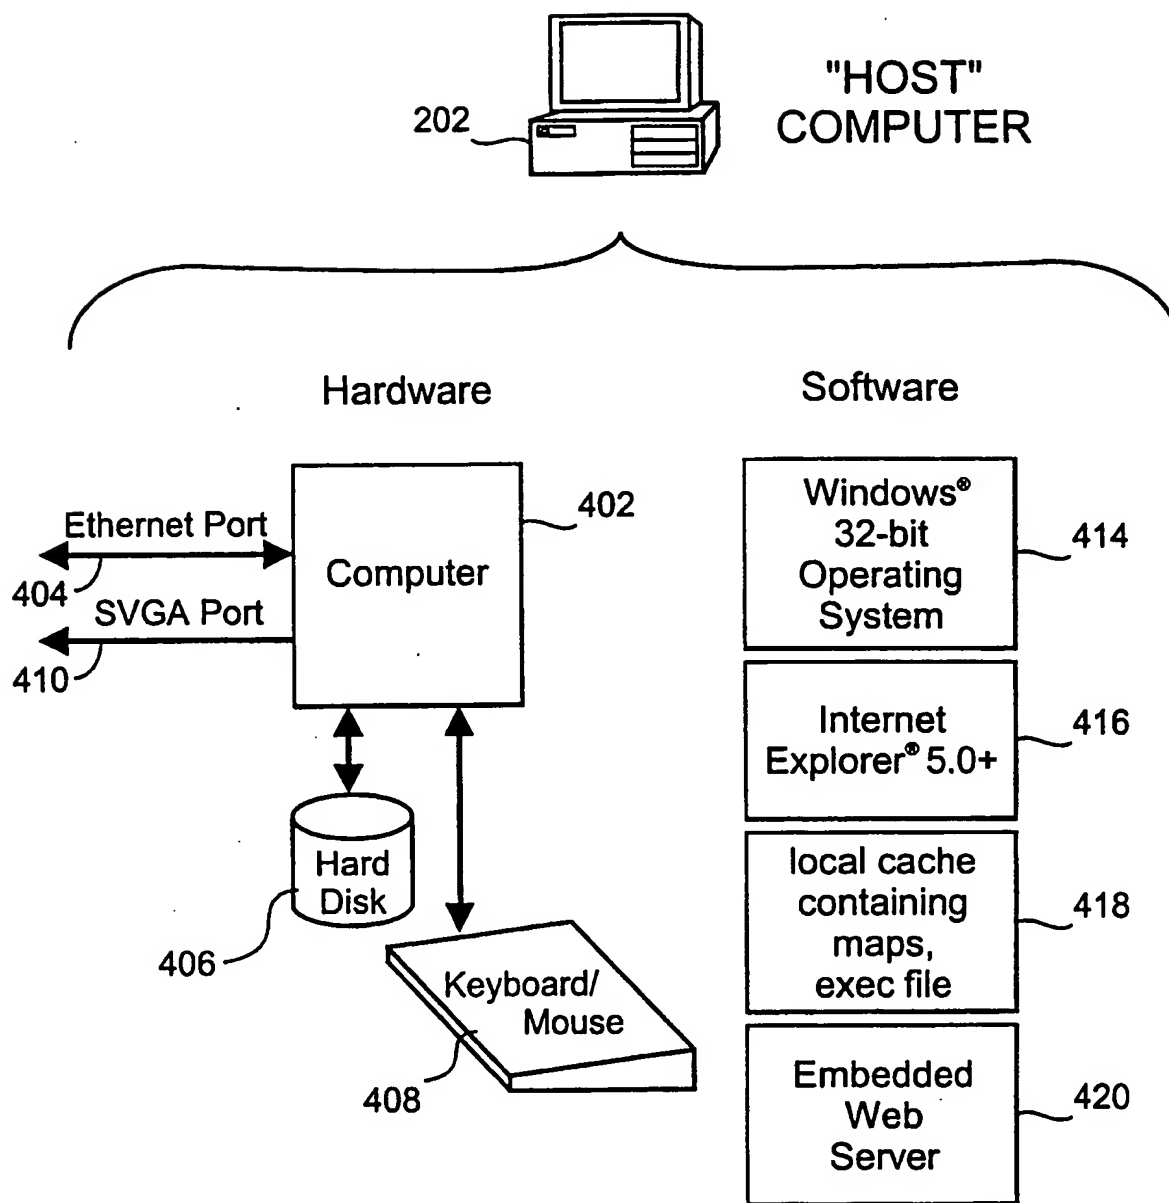 "HOST"
COMPUTER
202
Hardware
Software
Ethernet Port
404
SVGA Port
410
Computer
402
Hard
Disk
406
Keyboard/
Mouse
408
Windows®
32-bit
Operating
System
414
Internet
Explorer® 5.0+
416
local cache
containing
maps,
exec file
418
Embedded
Web
Server
420